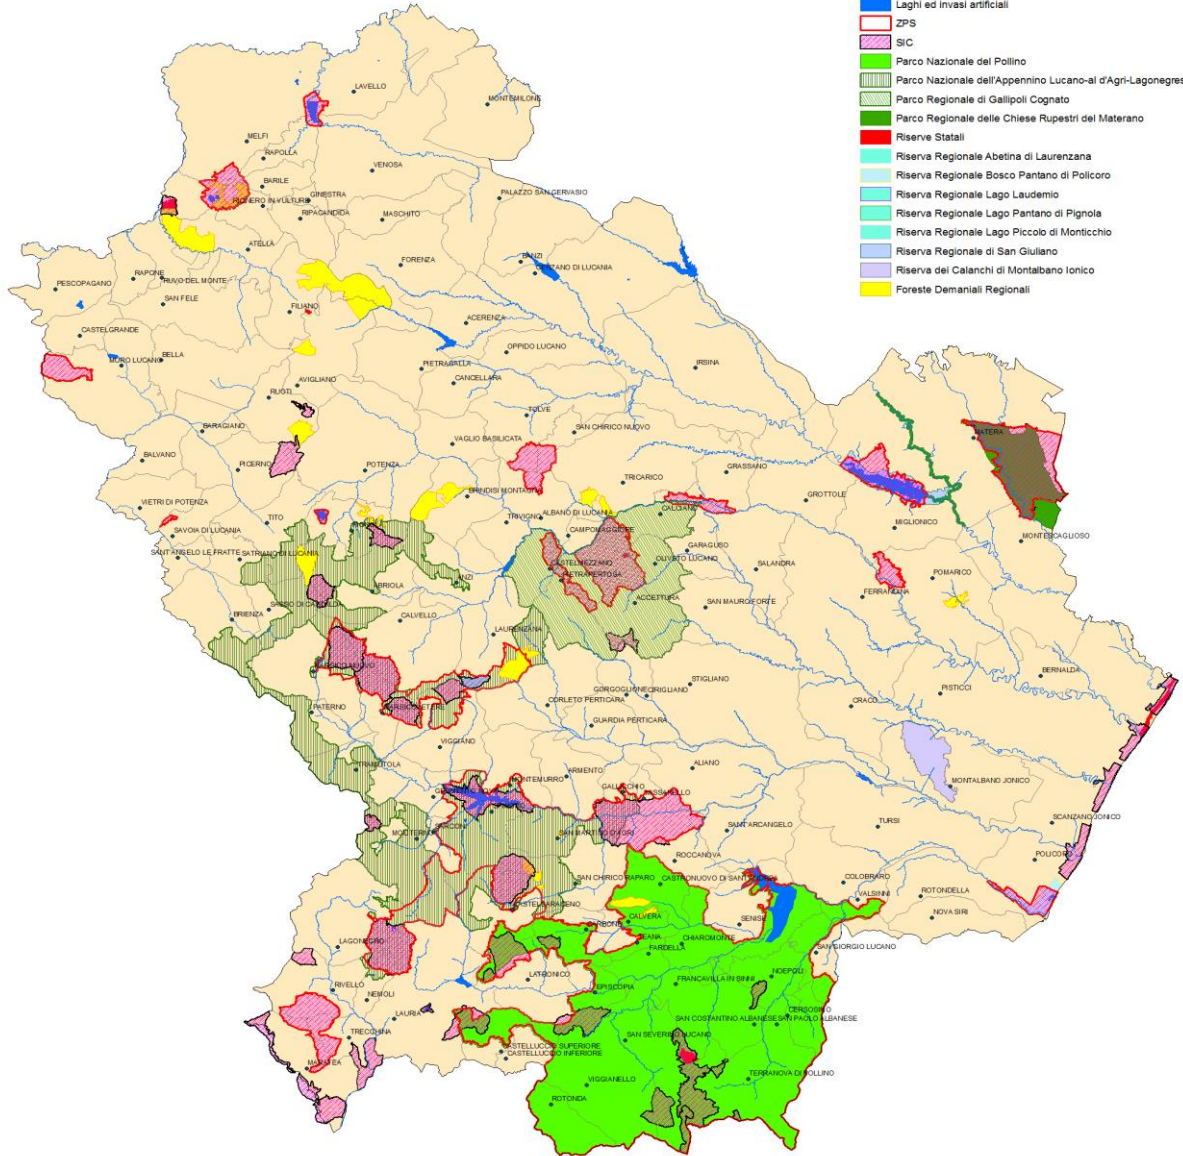 Laghi ed invasi artificiali
ZPS
SIC
Parco Nazionale del Pollino
Parco Nazionale dell'Appennino Lucano-al d'Agri-Lagonegres
Parco Regionale di Gallipoli Cognato
Parco Regionale delle Chiese Rupestri del Materano
Riserve Statali
Riserva Regionale Abetina di Laurenzana
Riserva Regionale Bosco Pantano di Policoro
Riserva Regionale Lago Laudemio
Riserva Regionale Lago Pantano di Pignola
Riserva Regionale Lago Piccolo di Monticchio
Riserva Regionale di San Giuliano
Riserva dei Calanchi di Montalbano Ionico
Foreste Demaniali Regionali
LAVELLO
MONTEMILONE
MELFI
RAPOLLA
VENOSA
BARILE
PALAZZO SAN GERVASIO
GINESTRA
RIONERO IN VULTURE
RIPACANDIDA
MASCHITO
ATELLA
FORENZA
BANZI
GENZANO DI LUCANIA
RAPONE
RUVO DEL MONTE
PESCOPAGANO
SAN FELE
FILIANO
ACERENZA
CASTELGRANDE
OPPIDO LUCANO
BELLA
MURO LUCANO
PIETRAGALLA
IRSINA
AVIGLIANO
CANCELLARA
RUOTI
TOLVE
BARAGIANO
SAN CHIRICO NUOVO
MATERA
VAGLIO BASILICATA
BALVANO
PICERNO
POTENZA
GRASSANO
TRICARICO
BRINDISI MONTAGNA
GROTTOLE
VIETRI DI POTENZA
CALCIANO
TITO
TRIVIGNO
ALBANO DI LUCANIA
MIGLIONICO
SAVOIA DI LUCANIA
CAMPOMAGGIORE
MONTESCAGLIOSO
SANT'ANGELO LE FRATTE
SATRIANO DI LUCANIA
GARAGUSO
OLIVETO LUCANO
CASTELMEZZANO
SALANDRA
PIETRAPERTOSA
POMARICO
ANZI
ABRIOLA
FERRANDINA
ACCETTURA
SAN MAURO FORTE
BRIENZA
CALVELLO
LAURENZANA
BERNALDA
STIGLIANO
PISTICCI
GORGOGLIONE
CIRIGLIANO
CORLETO PERTICARA
CRACO
PATERNO
GUARDIA PERTICARA
VIGGIANO
TRAMUTOLA
ALIANO
ARMENTO
MONTEMURRO
MONTALBANO JONICO
GALLICCHIO
SCANZANO JONICO
SARCONI
TURSI
SANT'ARCANGELO
SAN MARTINO D'AGRI
ROCCANOVA
POLICORO
SAN CHIRICO RAPARO
CASTRONUOVO DI SANT'ANDREA
COLOBRARO
VALSINNI
ROTONDELLA
CASTELSARACENO
NOVA SIRI
CALVERA
SENISE
CARBONE
TEANA
CHIAROMONTE
FARDELLA
LAGONEGRO
SAN GIORGIO LUCANO
LATRONICO
NOEPOLI
FRANCAVILLA IN SINNI
RIVELLO
NEMOLI
EPISCOPIA
CERSOSIMO
LAURIA
SAN COSTANTINO ALBANESE
SAN PAOLO ALBANESE
TRECCHINA
SAN SEVERINO LUCANO
CASTELLUCCIO SUPERIORE
CASTELLUCCIO INFERIORE
MARATEA
TERRANOVA DI POLLINO
VIGGIANELLO
ROTONDA